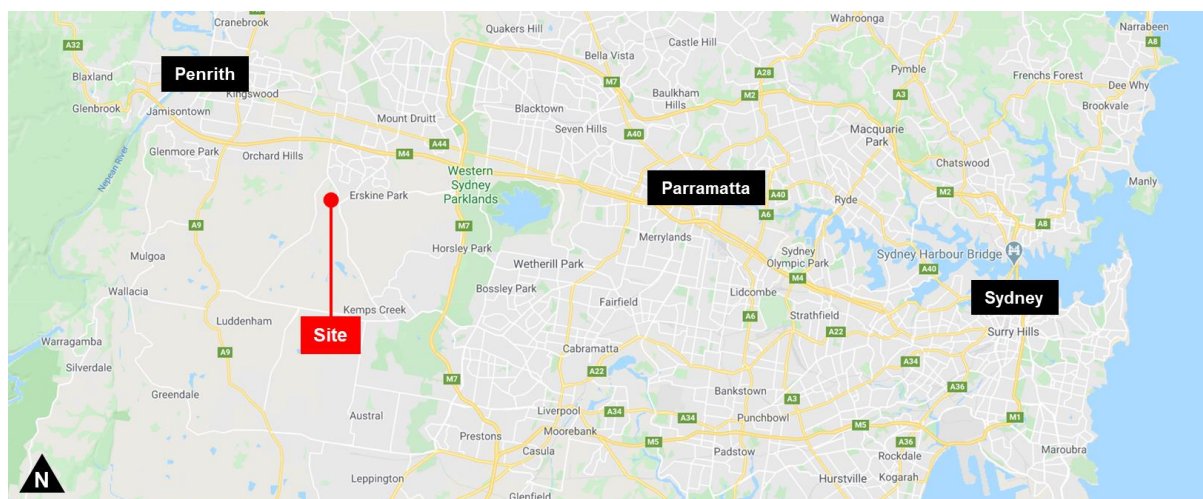 Cranebrook
Quakers Hill
Castle Hill
Wahroonga
Narrabeen
A32
A8
Bella Vista
Pymble
Frenchs Forest
Dee Why
Blaxland
Penrith
A28
M7
A3
Glenbrook
Kingswood
Baulkham
Hills
M2
Brookvale
Jamisontown
Blacktown
Mount Druitt
Seven Hills
A40
Macquarie
Park
Glenmore Park
Orchard Hills
M4
A44
Chatswood
Nepean River
Western
Sydney
Parklands
M2
Manly
Erskine Park
Parramatta
A40
Ryde
A9
A6
M7
A8
Merrylands
Horsley Park
Sydney
Olympic Park
Sydney Harbour
Bridge
Mulgoa
Wetherill Park
A40
M4
Wallacia
Bossley Park
Lidcombe
Sydney
Fairfield
Kemps Creek
Strathfield
Luddenham
A6
Site
A22
Surry Hills
Warragamba
A9
Cabramatta
A34
Silverdale
A22
M7
Bankstown
A36
Greendale
A3
Austral
Liverpool
A34
A34
Punchbowl
M1
Moorebank
M5
M5
Prestons
A36
Maroubra
Casula
Padstow
Rockdale
N
Leppington
Hurstville
Kogarah
Glenfield